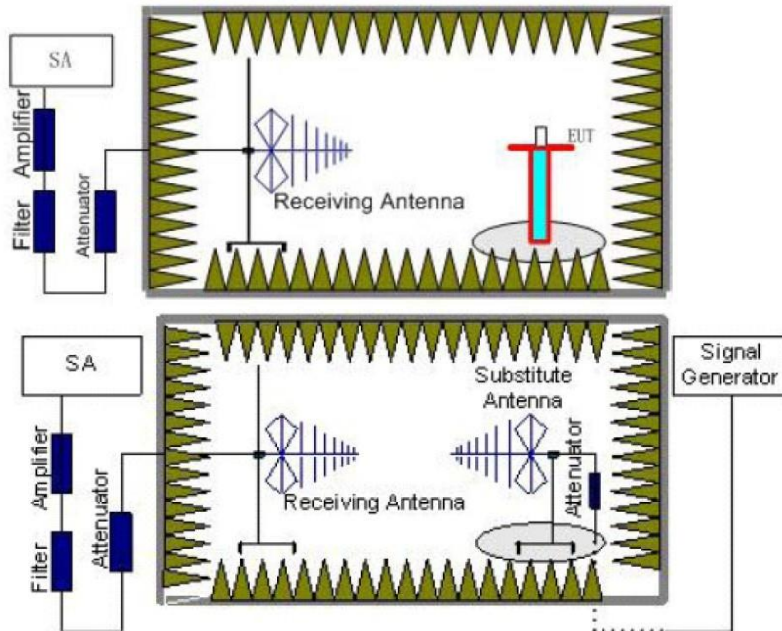 SA
Amplifier
Filter
Attenuator
Receiving Antenna
EUT
SA
Amplifier
Filter
Attenuator
Receiving Antenna
Substitute
Antenna
Attenuator
Signal
Generator